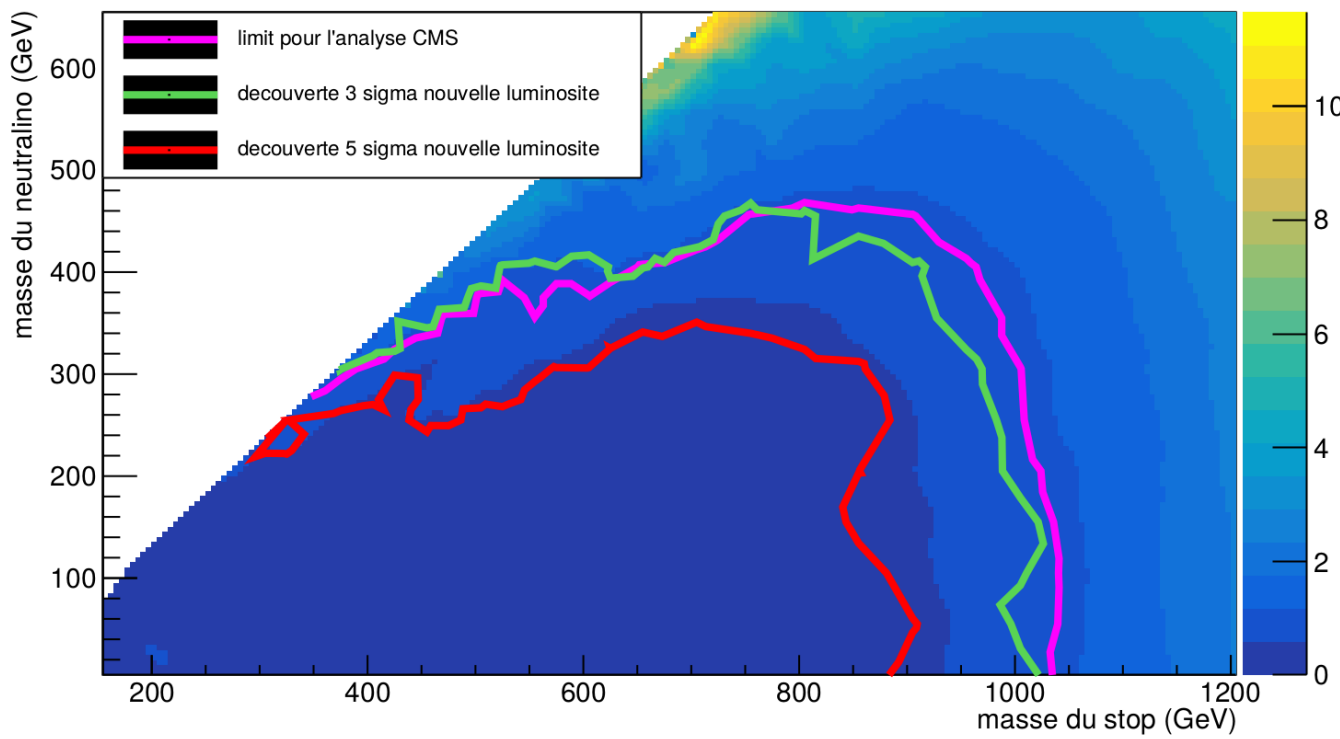 limit pour l'analyse CMS
decouverte 3 sigma nouvelle luminosite
decouverte 5 sigma nouvelle luminosite
masse du neutralino (GeV)
600
500
400
300
200
100
200 400 600 800 1000 1200
masse du stop (GeV)
10
8
6
4
2
0